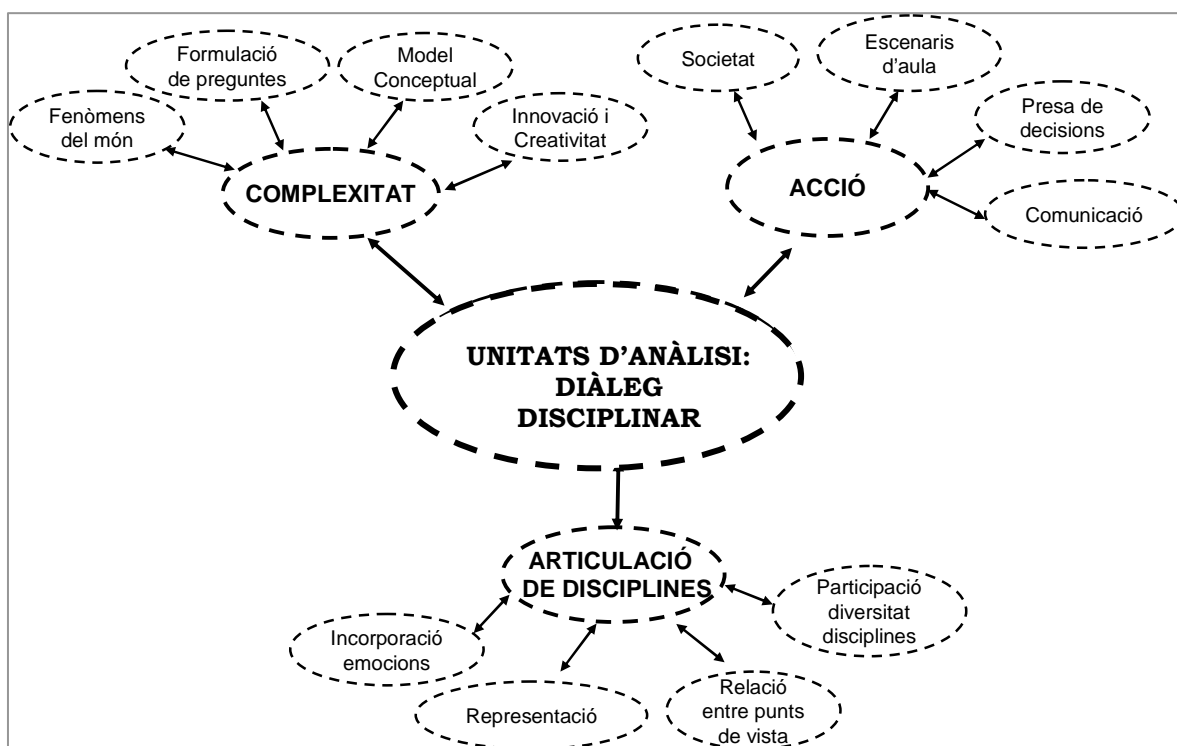 Formulació
de preguntes
Model
Conceptual
Fenòmens
del món
Innovació i
Creativitat
COMPLEXITAT
Societat
Escenaris
d'aula
Presa de
decisions
Comunicació
ACCIÓ
UNITATS D'ANÀLISI:
DIÀLEG
DISCIPLINAR
ARTICULACIÓ
DE DISCIPLINES
Incorporació
emocions
Representació
Relació
entre punts
de vista
Participació
diversitat
disciplines